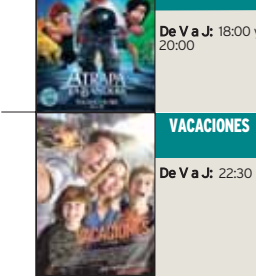 De V a J: 18:00 y
20:00
ATRAPA
LA BANDERA
VACACIONES
De V a J: 22:30
VACACIONES